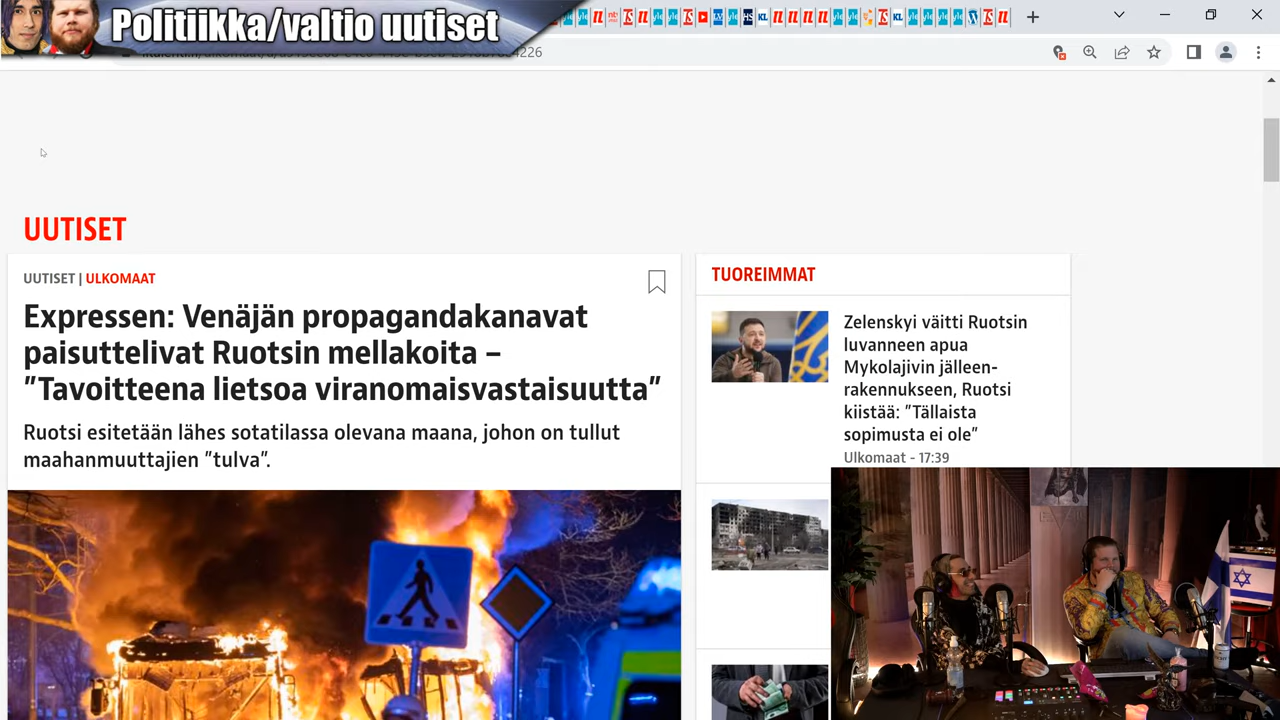 Politiikka/valtio uutiset
UUTISET
UUTISET | ULKOMAAT
Expressen: Venäjän propagandakanavat
paisuttelivat Ruotsin mellakoita –
”Tavoitteena lietsoa viranomaisvastaisuutta”
Ruotsi esitetään lähes sotatilassa olevana maana, johon on tullut
maahanmuuttajien ”tulva”.
TUOREIMMAT
Zelenskyi väitti Ruotsin
luvanneen apua
Mykolajivin jälleen-
rakennukseen, Ruotsi
kiistää: ”Tällaista
sopimusta ei ole”
Ulkomaat - 17:39